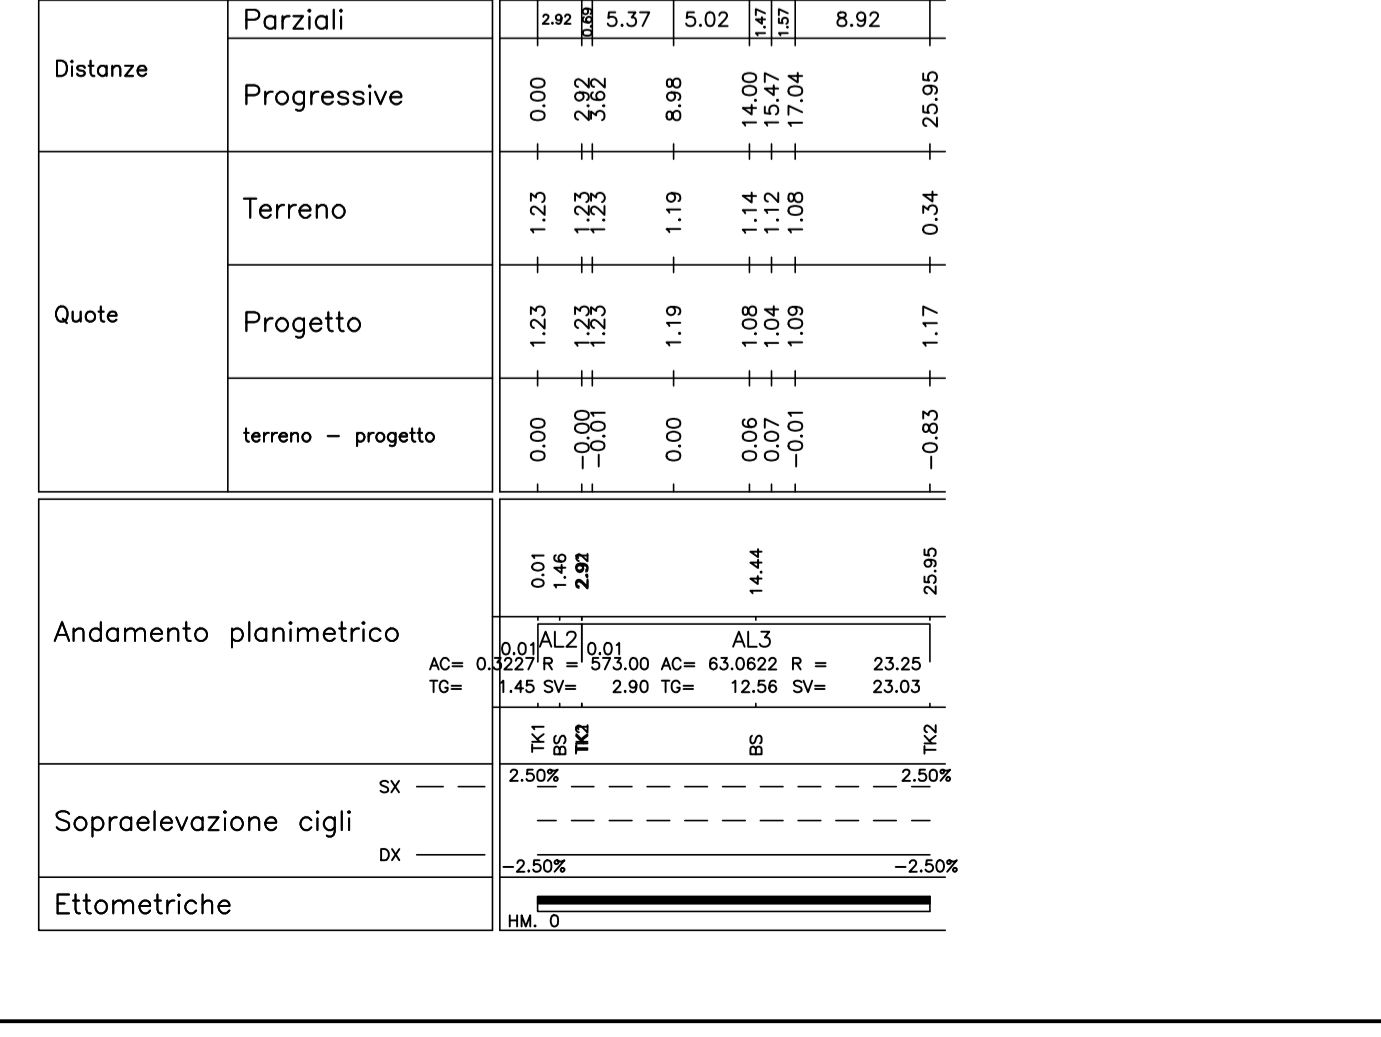 Parziali 2.92 0.69 5.37 5.02 1.47 1.57 8.92
Distanze
Progressive 0.00 2.92 3.62 8.98 14.00 15.47 17.04 25.95
Terreno 1.23 1.23 1.23 1.19 1.14 1.12 1.08 0.34
Quote
Progetto 1.23 1.23 1.23 1.19 1.08 1.04 1.09 1.17
terreno - progetto 0.00 -0.00 -0.01 0.00 0.06 0.07 -0.01 -0.83
0.01 1.46 2.92 14.44 25.95
Andamento planimetrico
0.01 AL2 0.01 AL3
AC= 0.3227 R = 573.00 AC= 63.0622 R = 23.25
TG= 1.45 SV= 2.90 TG= 12.56 SV= 23.03
TK1 BS TK2 BS TK2
2.50% 2.50%
SX
Sopraelevazione cigli
DX
-2.50% -2.50%
Ettometriche
HM. 0